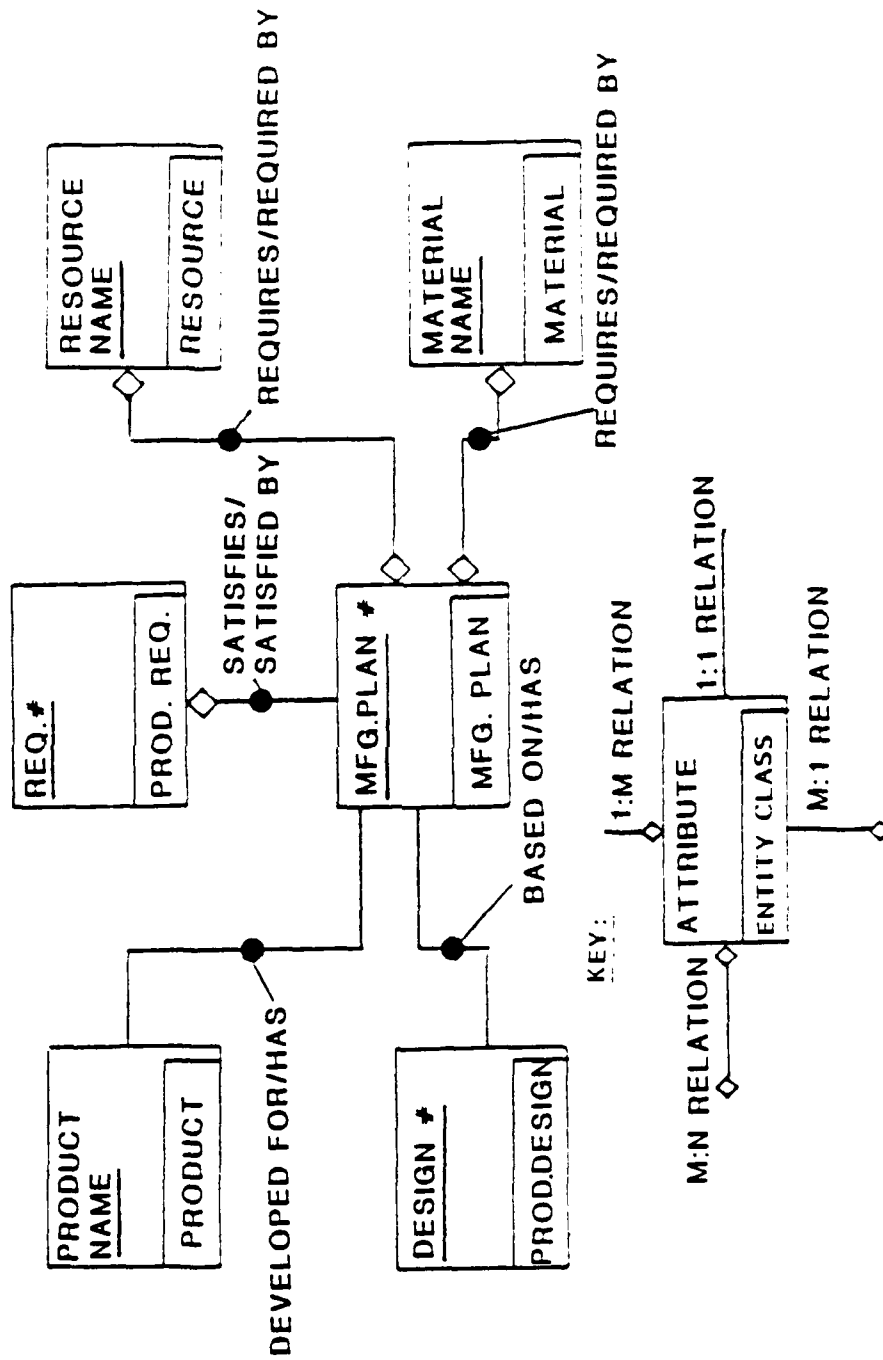 PRODUCT
NAME
PRODUCT
DEVELOPED FOR/HAS
REQ.#
PROD. REQ.
SATISFIES/
SATISFIED BY
RESOURCE
NAME
RESOURCE
REQUIRES/REQUIRED BY
DESIGN #
PROD.DESIGN
MFG.PLAN #
MFG. PLAN
BASED ON/HAS
MATERIAL
NAME
MATERIAL
REQUIRES/REQUIRED BY
KEY:
1:M RELATION
M:N RELATION
ATTRIBUTE
ENTITY CLASS
1:1 RELATION
M:1 RELATION